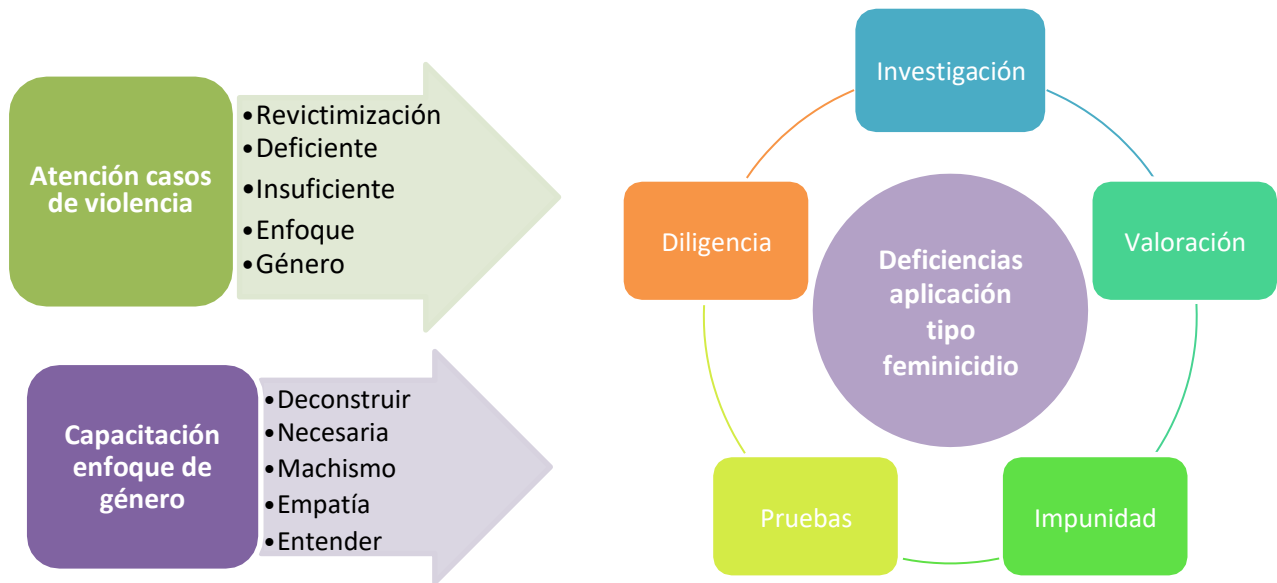 Atención casos
de violencia
•Revictimización
•Deficiente
•Insuficiente
•Enfoque
•Género
Capacitación
enfoque de
género
•Deconstruir
•Necesaria
•Machismo
•Empatía
•Entender
Investigación
Diligencia
Valoración
Deficiencias
aplicación
tipo
feminicidio
Pruebas
Impunidad